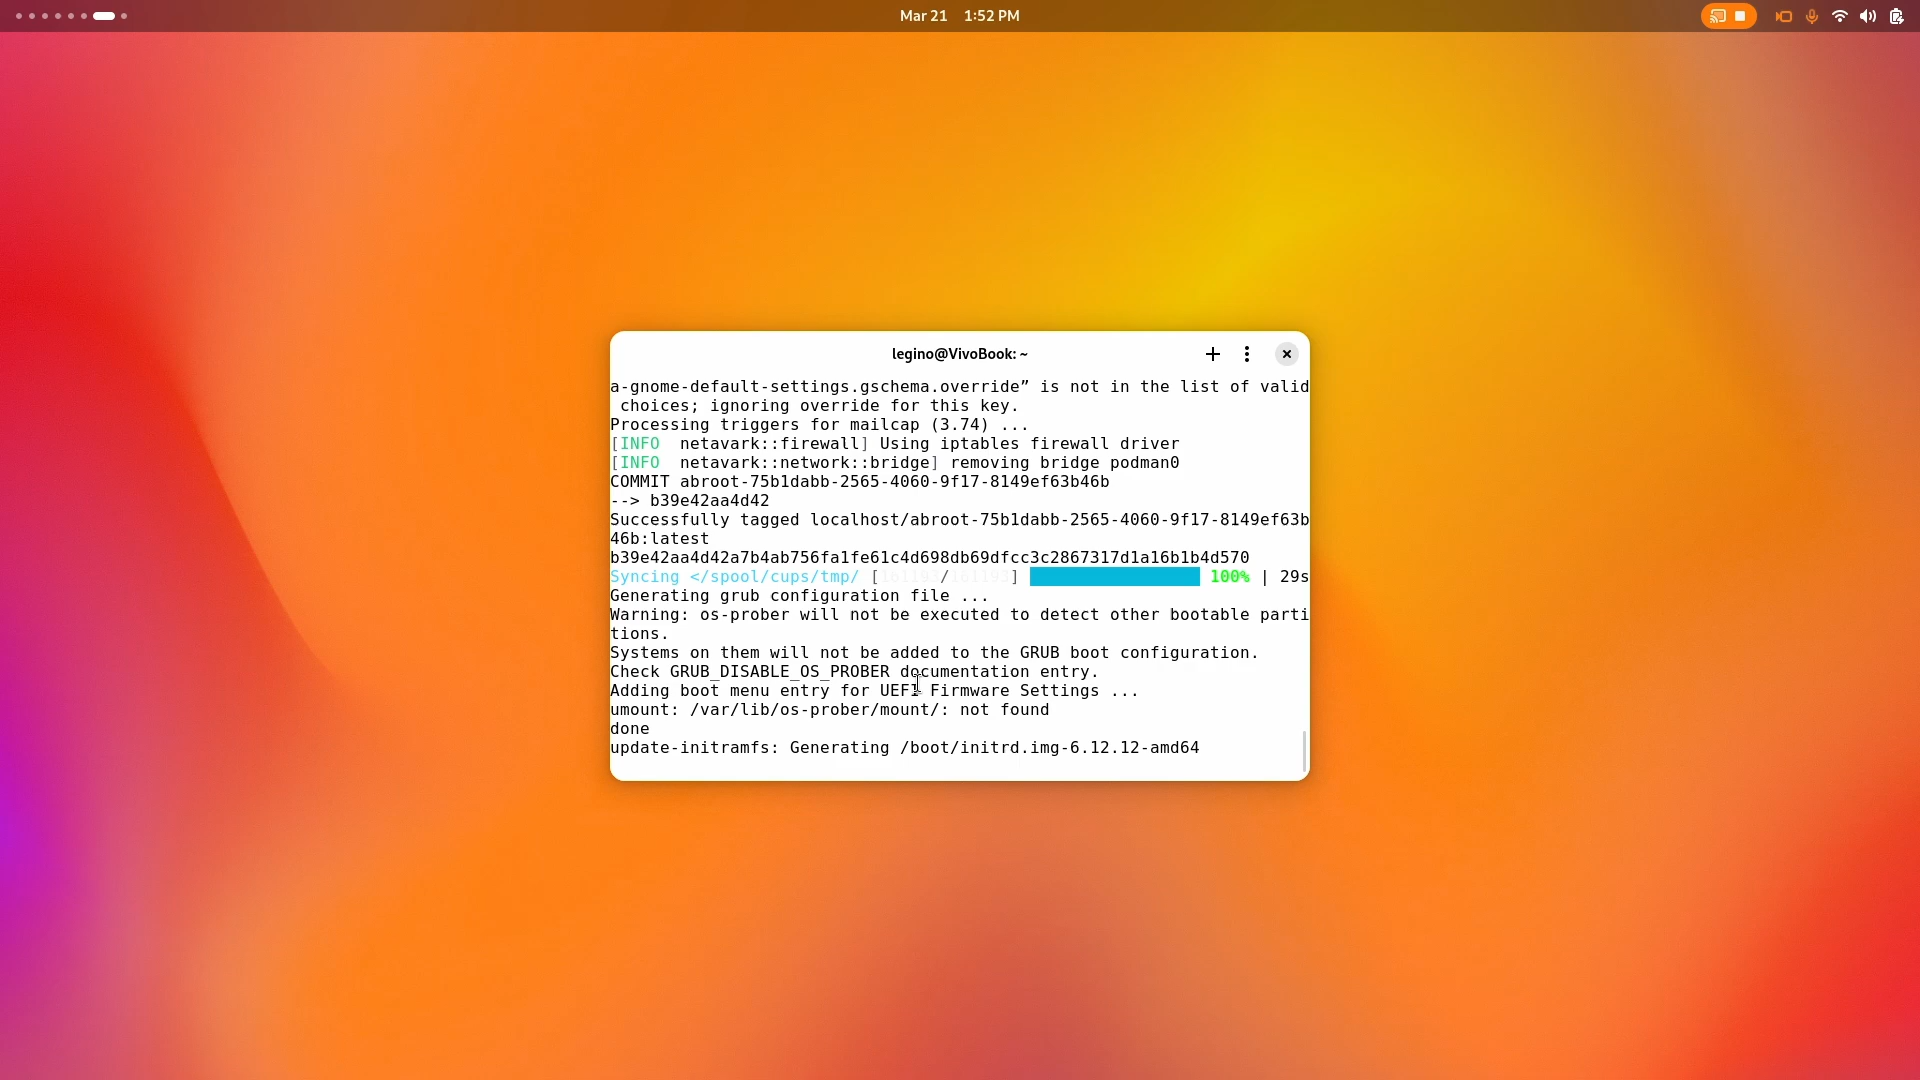 Mar 21 1:52 PM
legino@VivoBook: ~
a-gnome-default-settings.gschema.override” is not in the list of valid
choices; ignoring override for this key.
Processing triggers for mailcap (3.74) ...
[INFO  netavark::firewall] Using iptables firewall driver
[INFO  netavark::network::bridge] removing bridge podman0
COMMIT abroot-75b1dabb-2565-4060-9f17-8149ef63b46b
--> b39e42aa4d42
Successfully tagged localhost/abroot-75b1dabb-2565-4060-9f17-8149ef63b
46b:latest
b39e42aa4d42a7b4ab756fa1fe61c4d698db69dfcc3c2867317d1a16b1b4d570
Syncing </spool/cups/tmp/ [161193/161193] 100% | 29s
Generating grub configuration file ...
Warning: os-prober will not be executed to detect other bootable parti
tions.
Systems on them will not be added to the GRUB boot configuration.
Check GRUB_DISABLE_OS_PROBER documentation entry.
Adding boot menu entry for UEFI Firmware Settings ...
umount: /var/lib/os-prober/mount/: not found
done
update-initramfs: Generating /boot/initrd.img-6.12.12-amd64